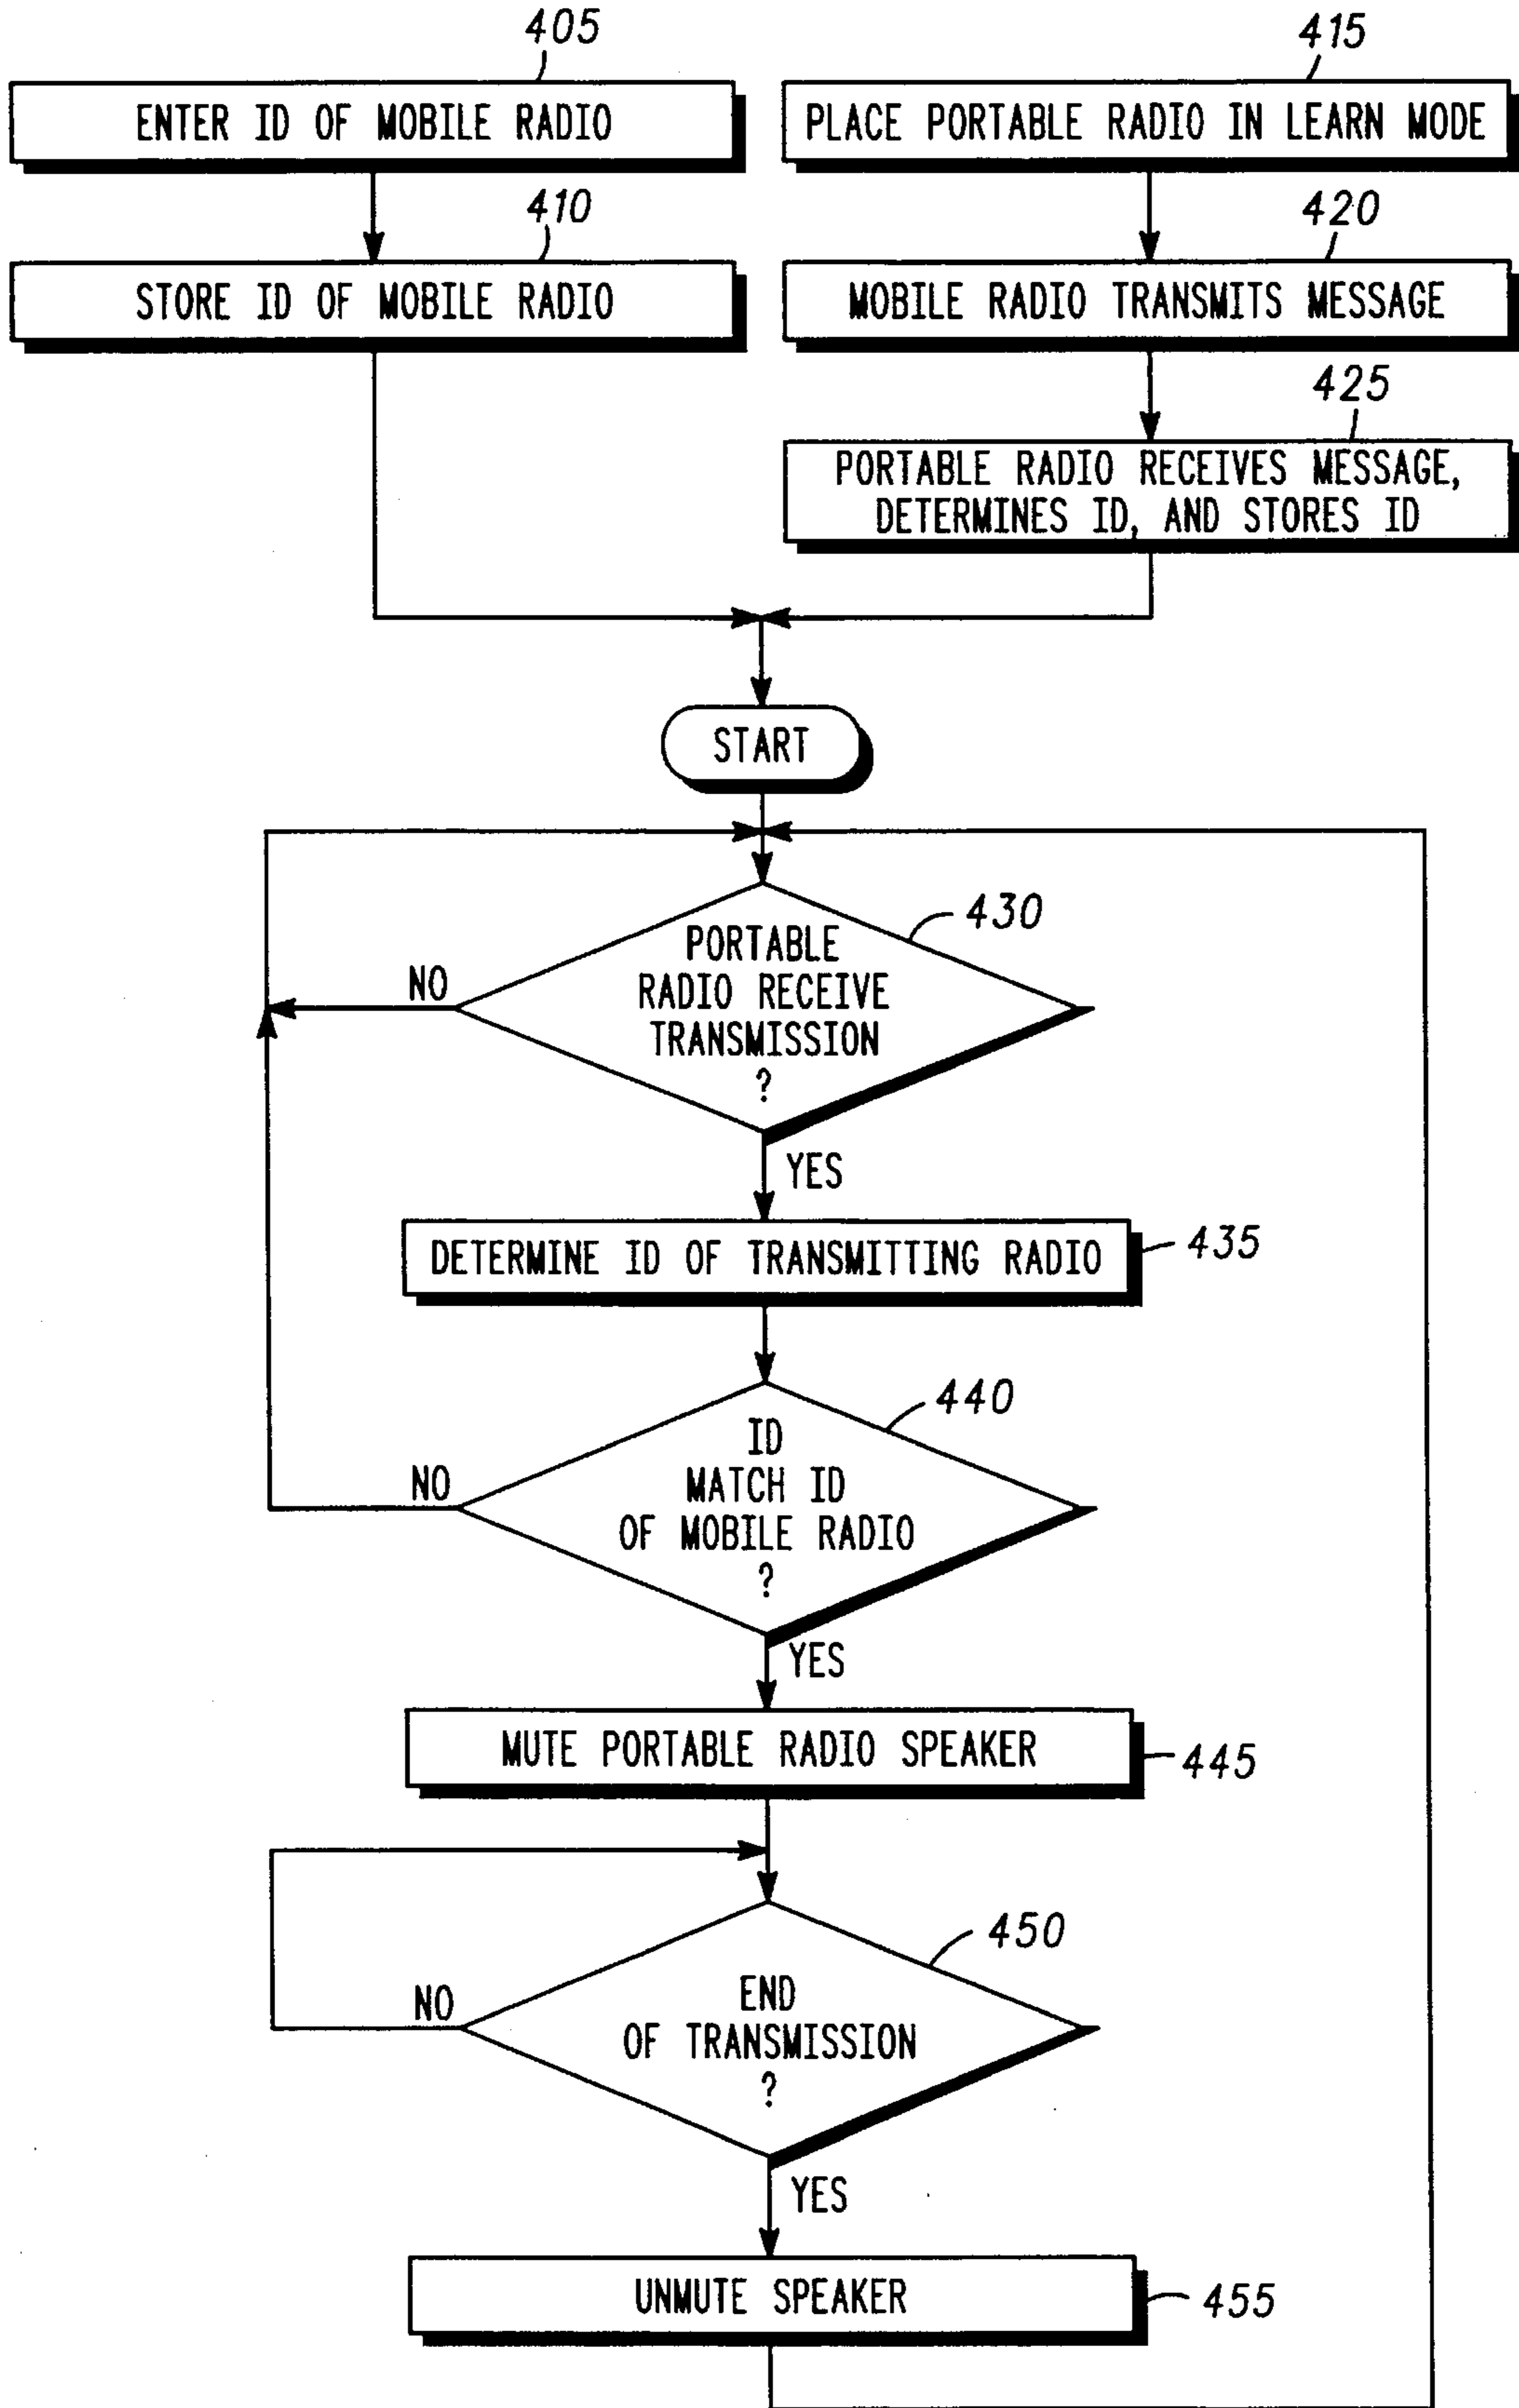 405
ENTER ID OF MOBILE RADIO
410
STORE ID OF MOBILE RADIO
415
PLACE PORTABLE RADIO IN LEARN MODE
420
MOBILE RADIO TRANSMITS MESSAGE
425
PORTABLE RADIO RECEIVES MESSAGE,
DETERMINES ID, AND STORES ID
START
430
PORTABLE
RADIO RECEIVE
TRANSMISSION
?
NO
YES
DETERMINE ID OF TRANSMITTING RADIO
435
440
ID
MATCH ID
OF MOBILE RADIO
?
NO
YES
MUTE PORTABLE RADIO SPEAKER
445
450
END
OF TRANSMISSION
?
NO
YES
UNMUTE SPEAKER
455